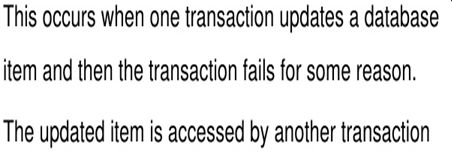 This occurs when one transaction updates a database
item and then the transaction fails for some reason.
The updated item is accessed by another transaction